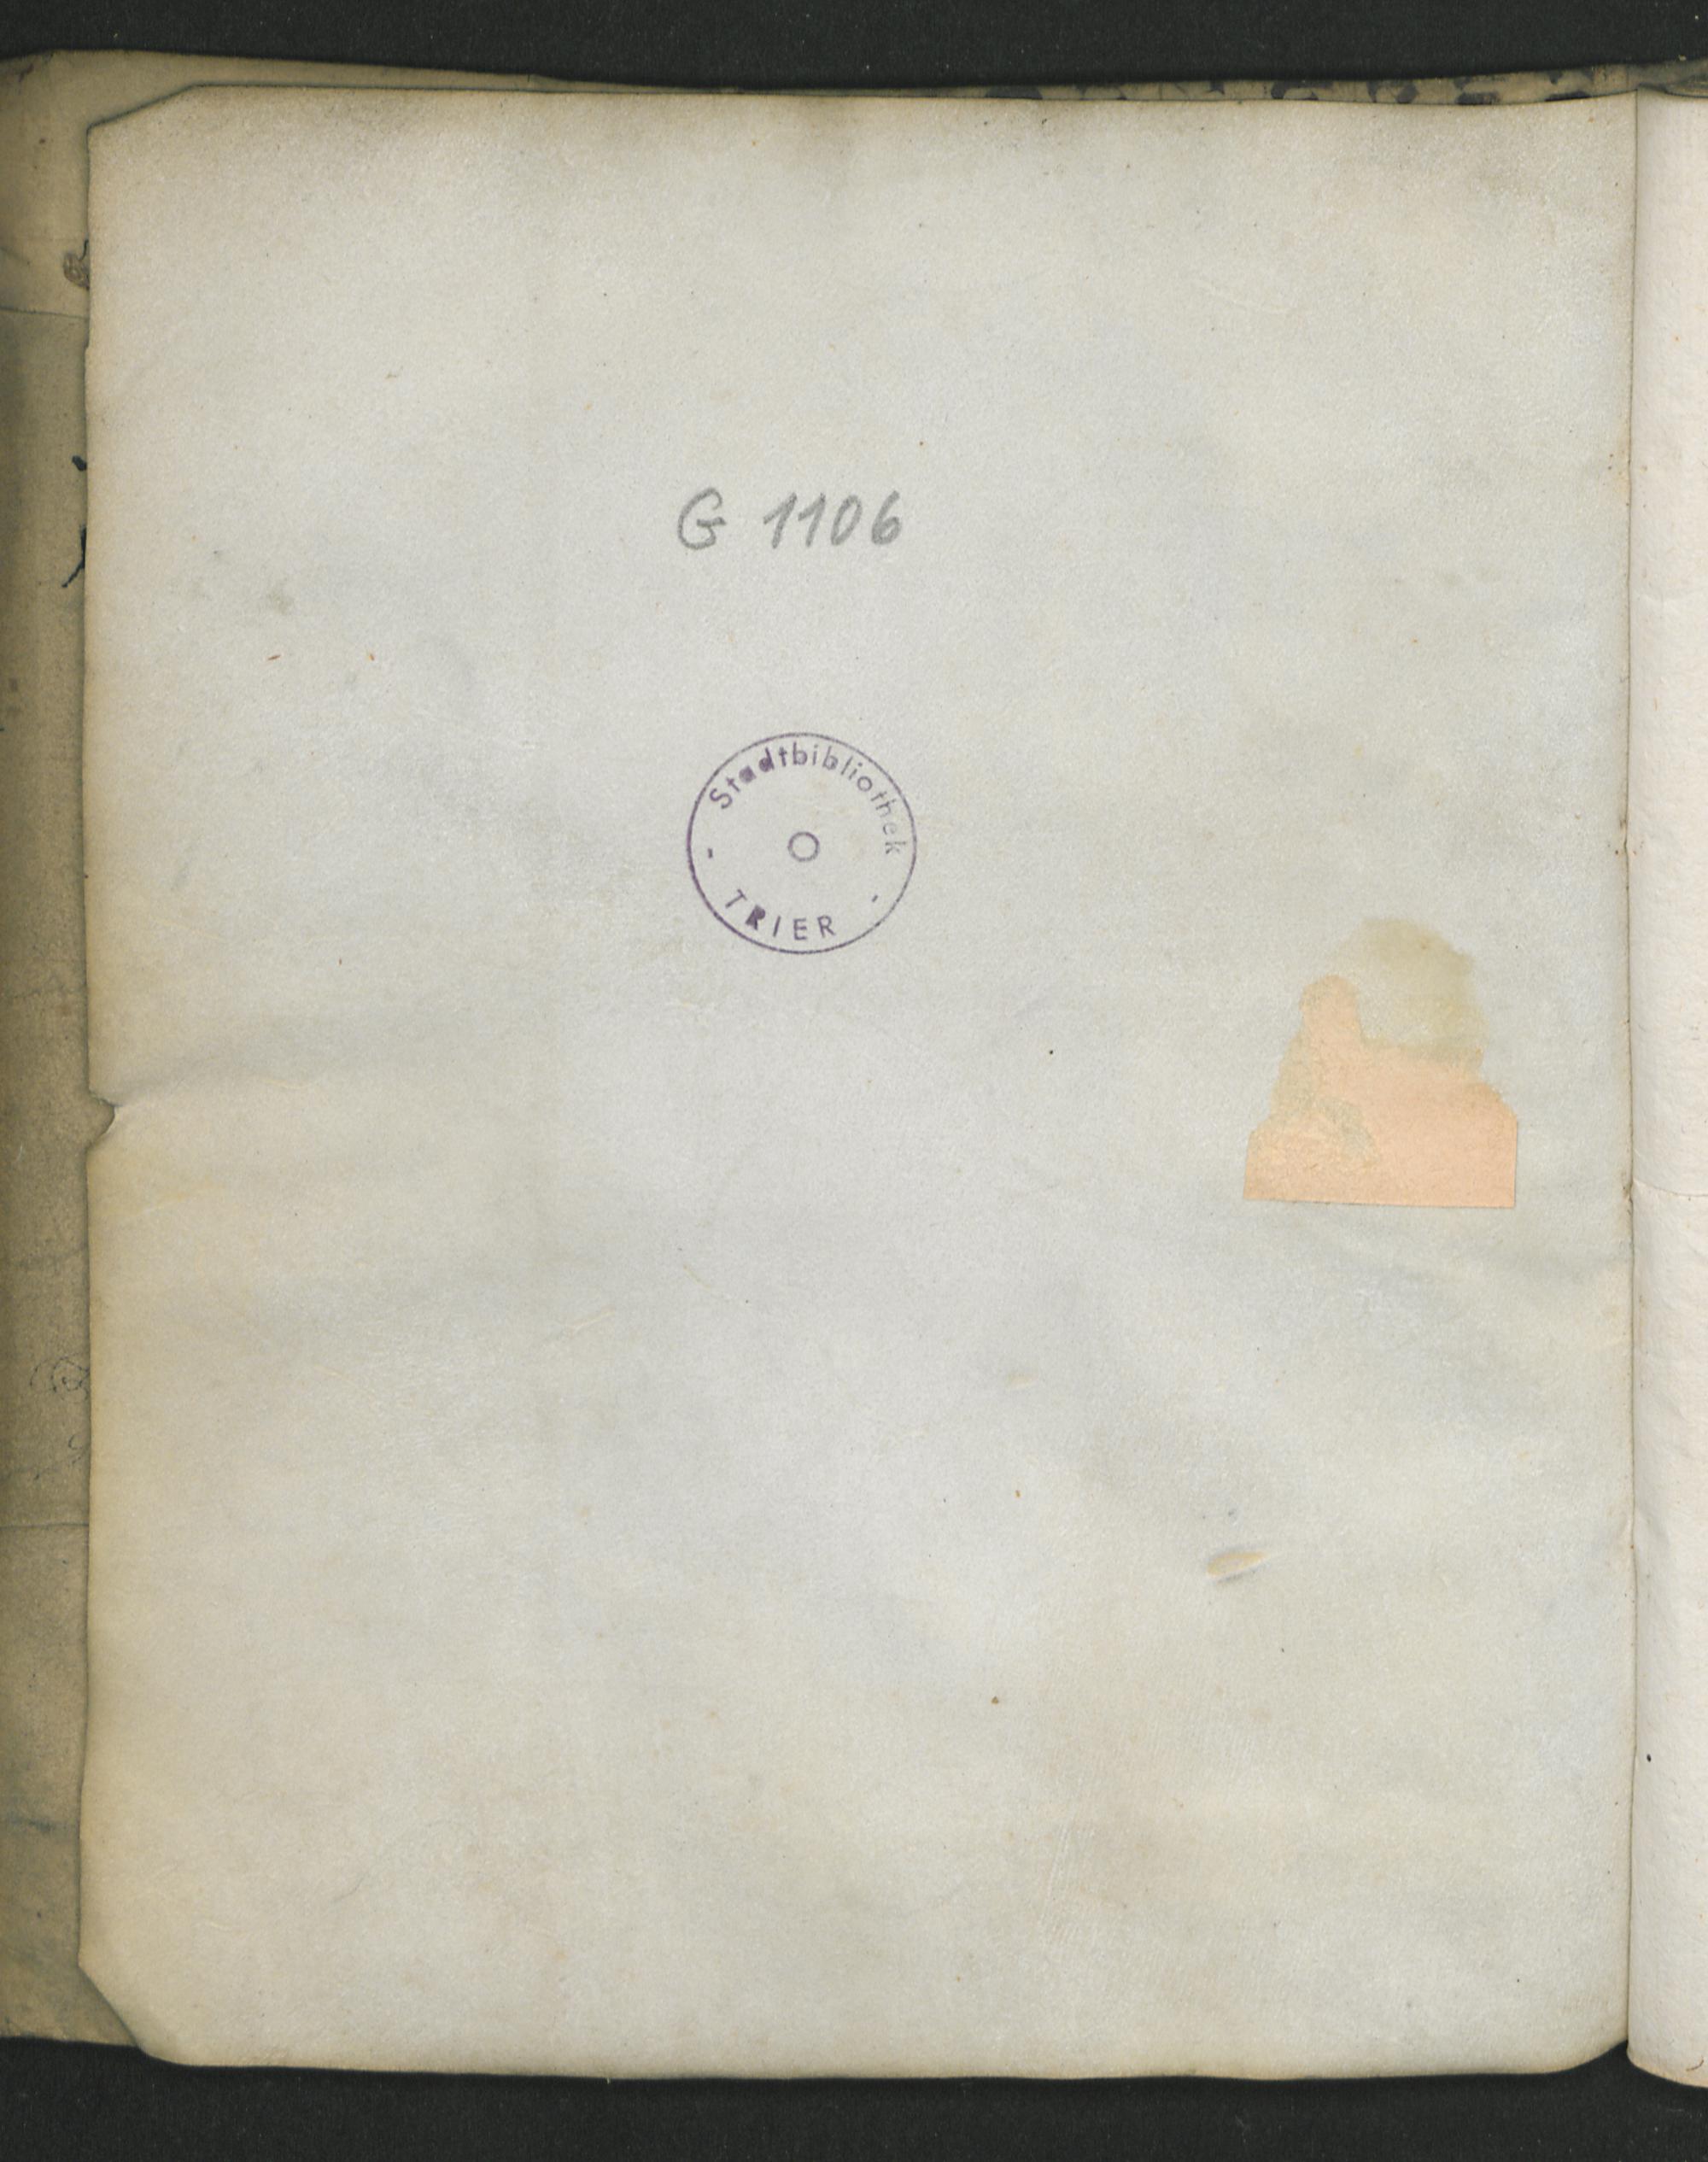 G 1106
Stadtbibliothek
- TRIER -